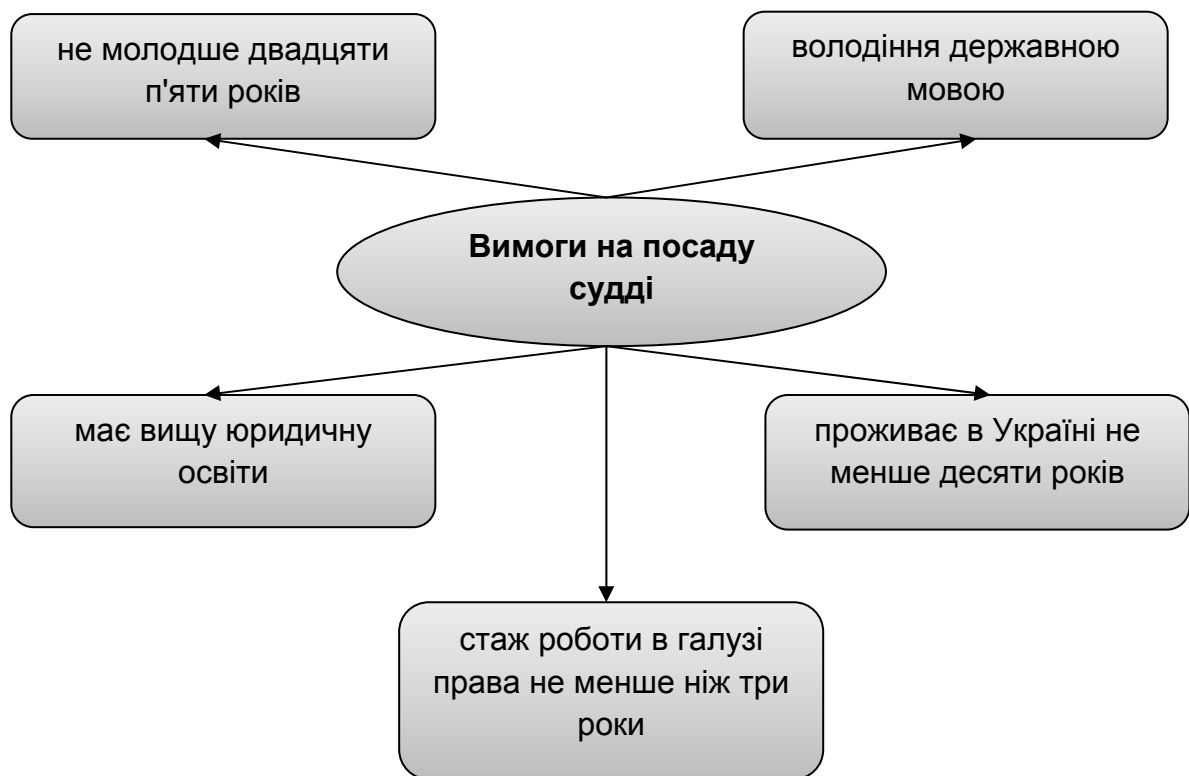 не молодше двадцяти
п'яти років
володіння державною
мовою
Вимоги на посаду
судді
має вищу юридичну
освіти
проживає в Україні не
менше десяти років
стаж роботи в галузі
права не менше ніж три
роки